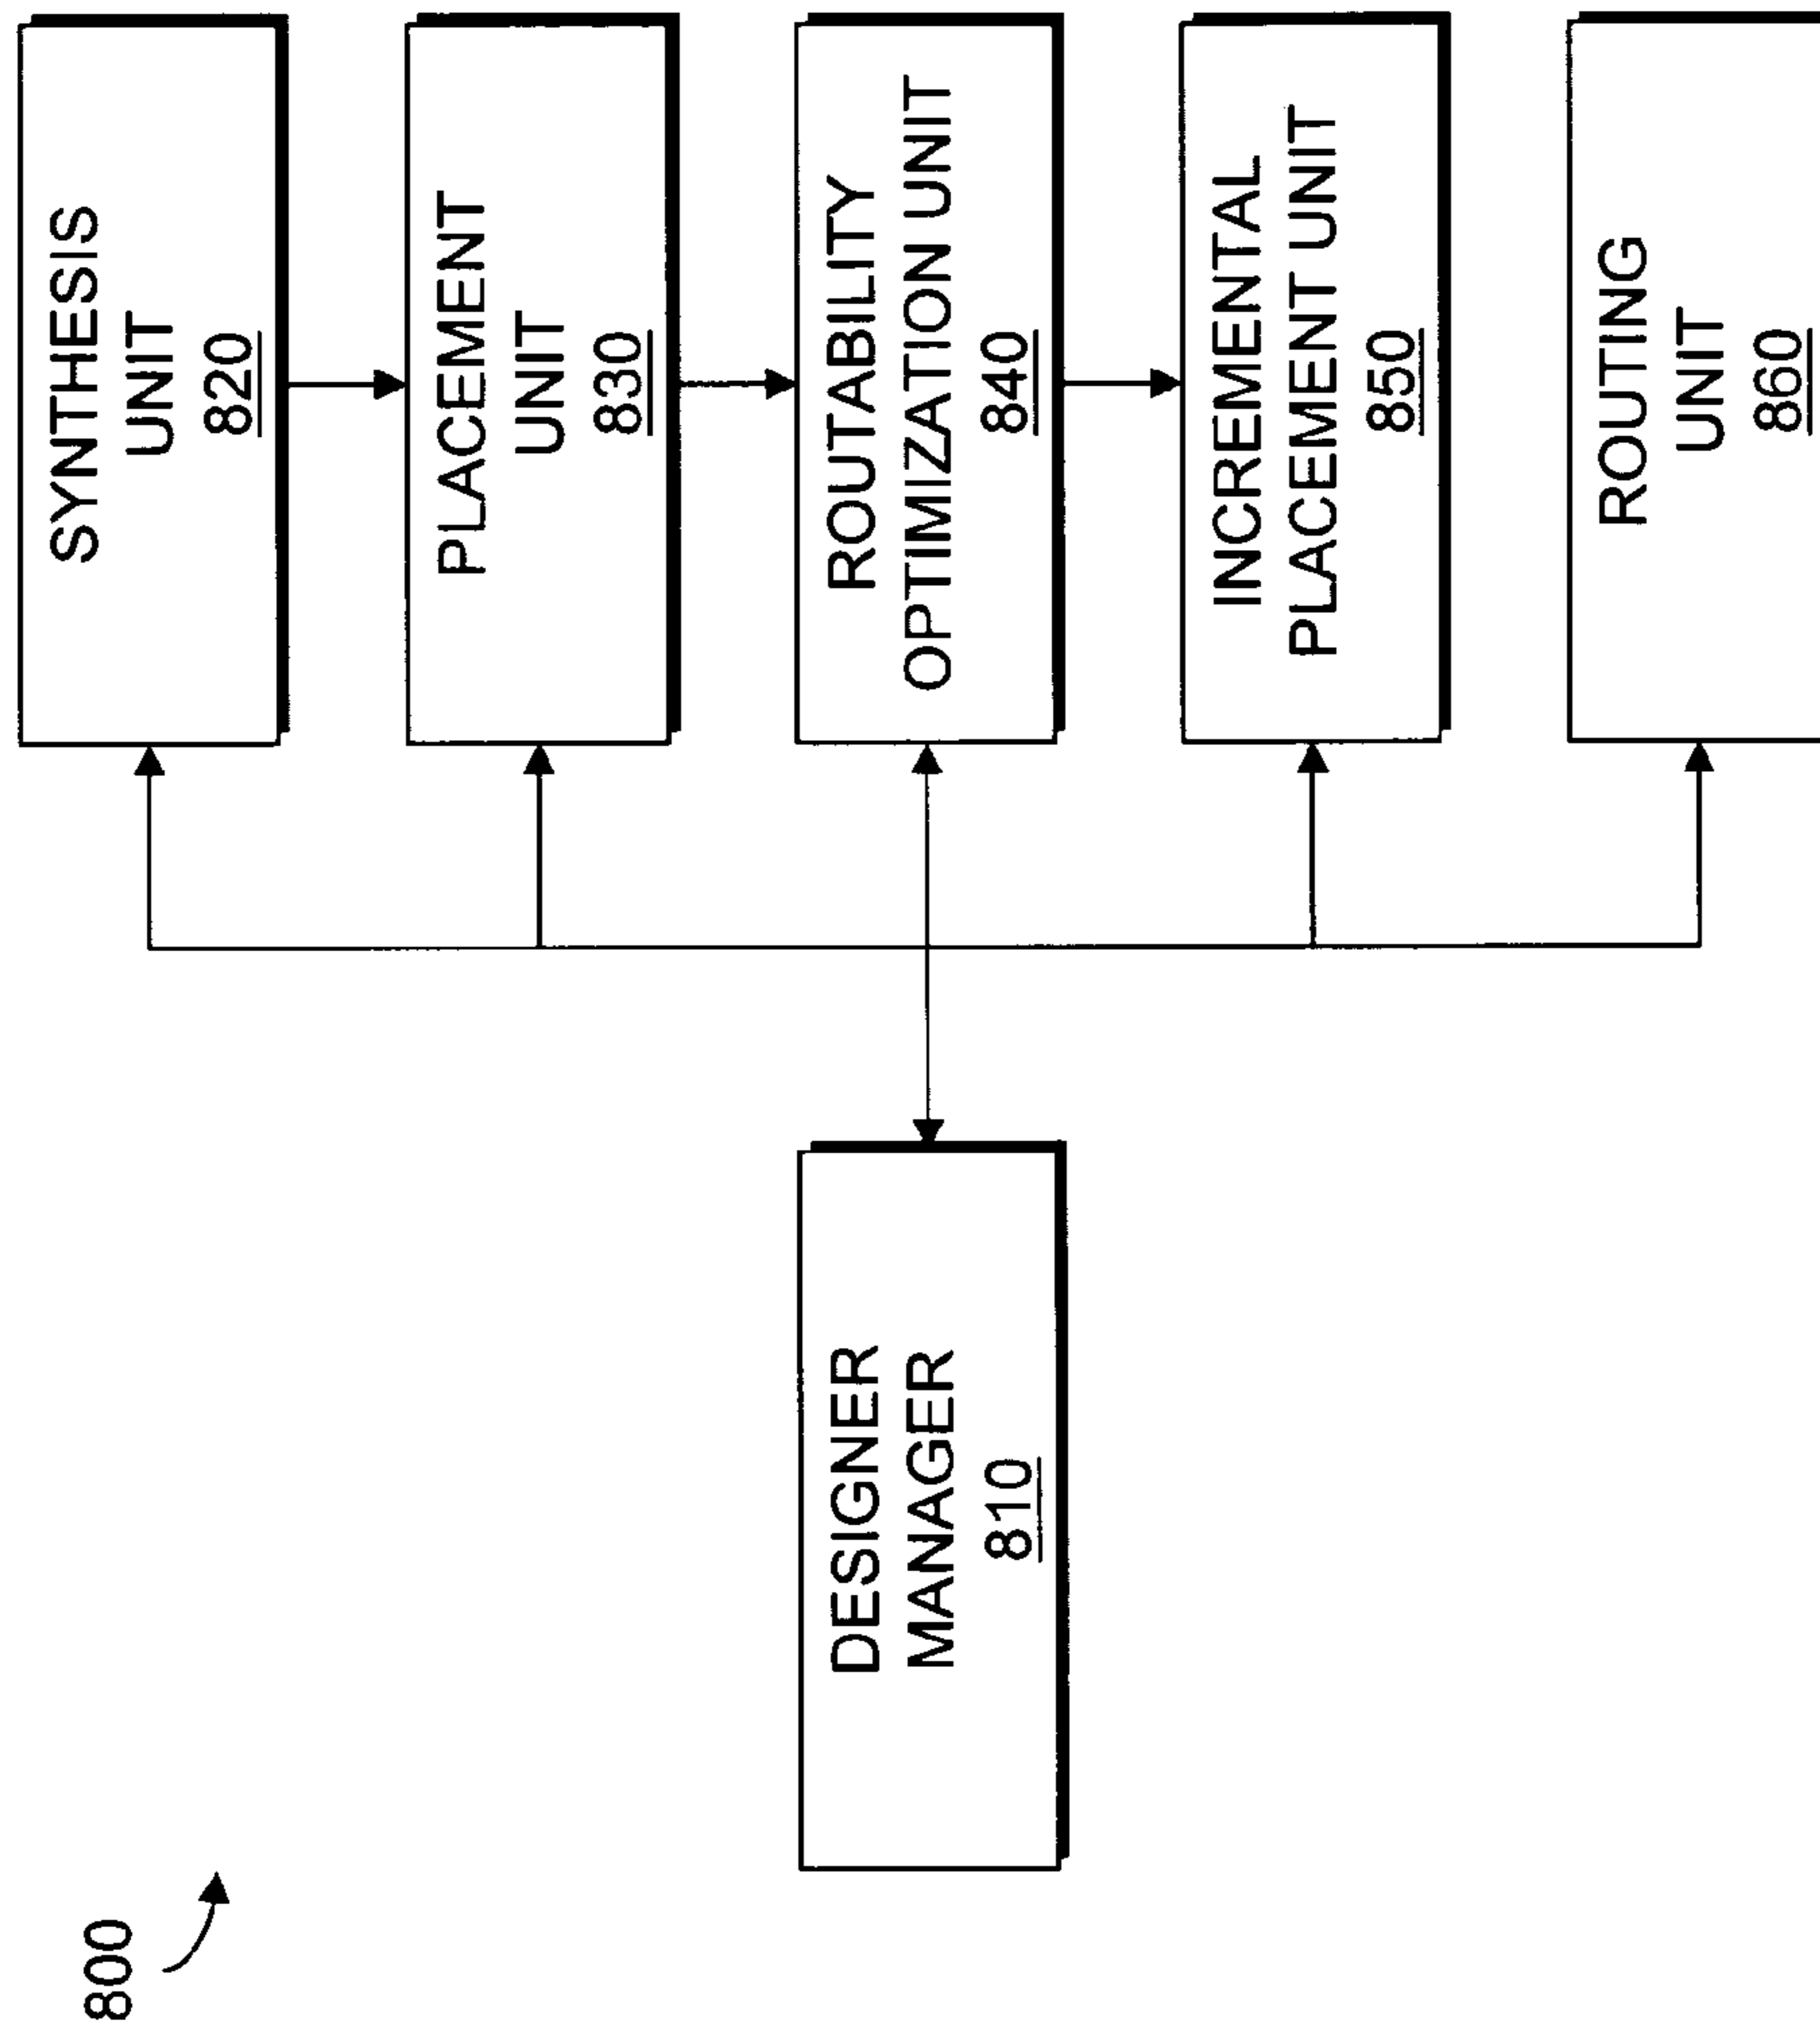 800
DESIGNER
MANAGER
810
SYNTHESIS
UNIT
820
PLACEMENT
UNIT
830
ROUTABILITY
OPTIMIZATION UNIT
840
INCREMENTAL
PLACEMENT UNIT
850
ROUTING
UNIT
860